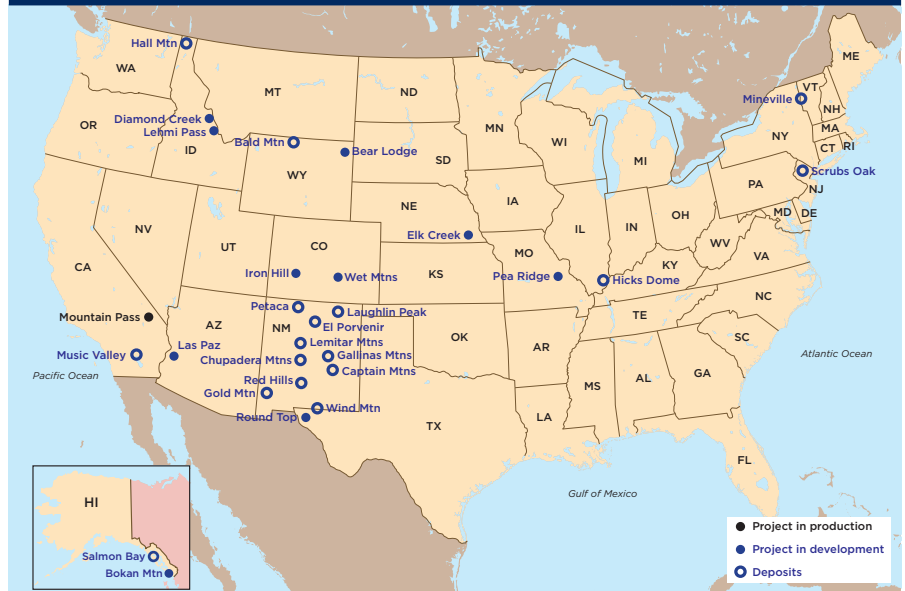 ME
Hall Mtn
WA
MT
ND
VT
Mineville
NH
MN
Diamond Creek
OR
MA
Lehmi Pass
NY
WI
Bald Mtn
CT
RI
ID
Bear Lodge
SD
MI
Scrubs Oak
WY
PA
NJ
IA
NE
OH
MD
DE
NV
IL
IN
Elk Creek
WV
UT
CO
MO
VA
CA
KY
Iron Hill
Wet Mtns
KS
Pea Ridge
Hicks Dome
NC
Petaca
Laughlin Peak
Mountain Pass
TE
AZ
NM
El Porvenir
OK
SC
Las Paz
Lemitar Mtns
AR
Music Valley
Chupadera Mtns
Gallinas Mtns
Atlantic Ocean
Pacific Ocean
Captain Mtns
GA
Red Hills
MS
AL
Gold Mtn
Wind Mtn
Round Top
LA
TX
FL
Gulf of Mexico
HI
Salmon Bay
Bokan Mtn
Project in production
Project in development
Deposits